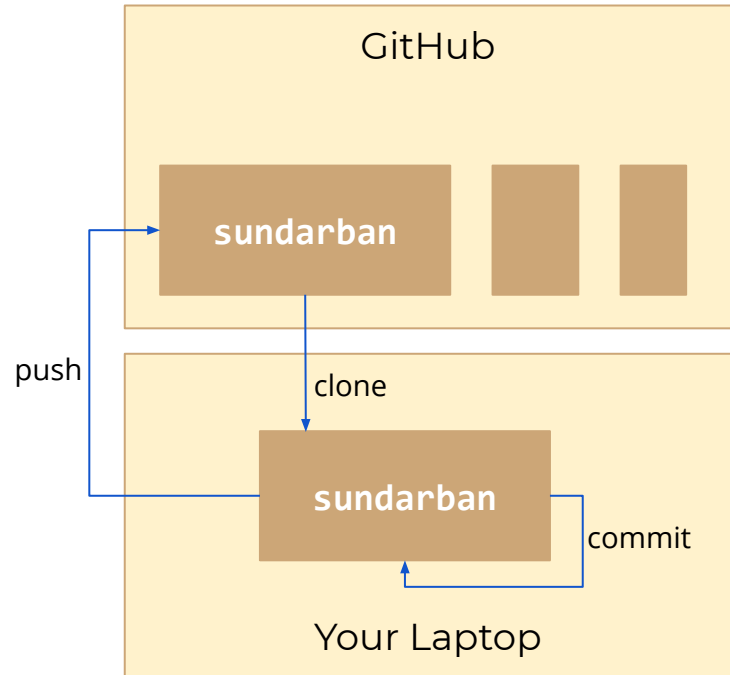 GitHub
sundarban
push
clone
sundarban
commit
Your Laptop